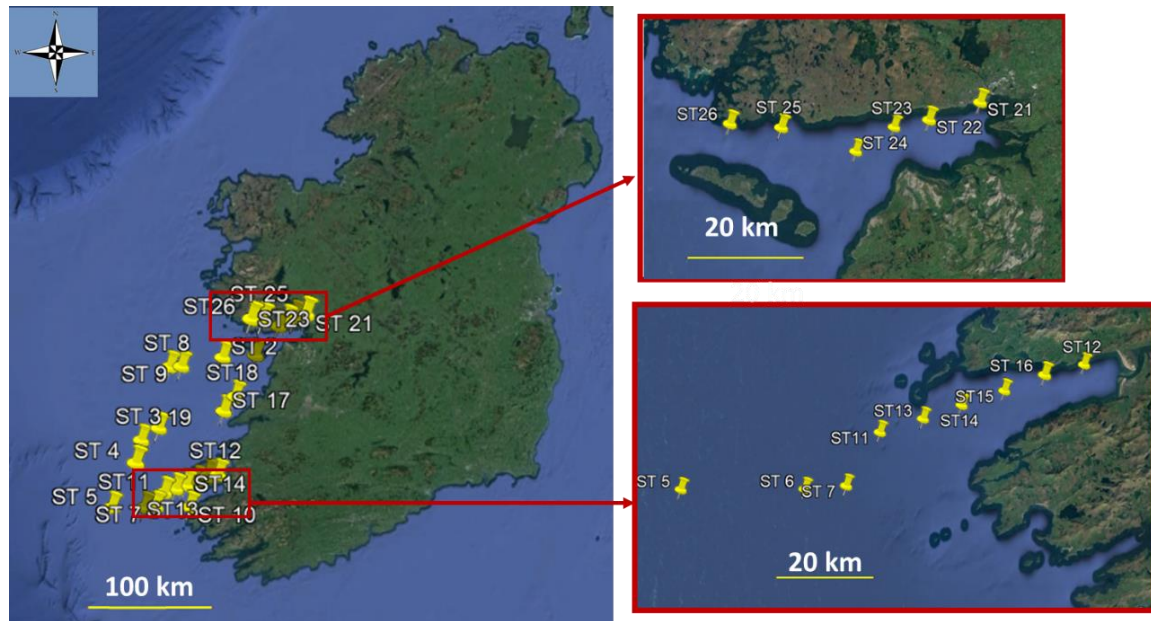 N
W
E
S
ST 25
ST26
ST23
ST 21
ST 8
ST 2
ST 9
ST18
ST 17
ST 3
19
ST 4
ST12
ST11
ST14
ST 5
ST 7
ST13
ST 10
100 km
ST26
ST 25
ST23
ST 21
ST 22
ST 24
20 km
ST12
ST 16
ST15
ST13
ST14
ST11
ST 5
ST 6
ST 7
20 km